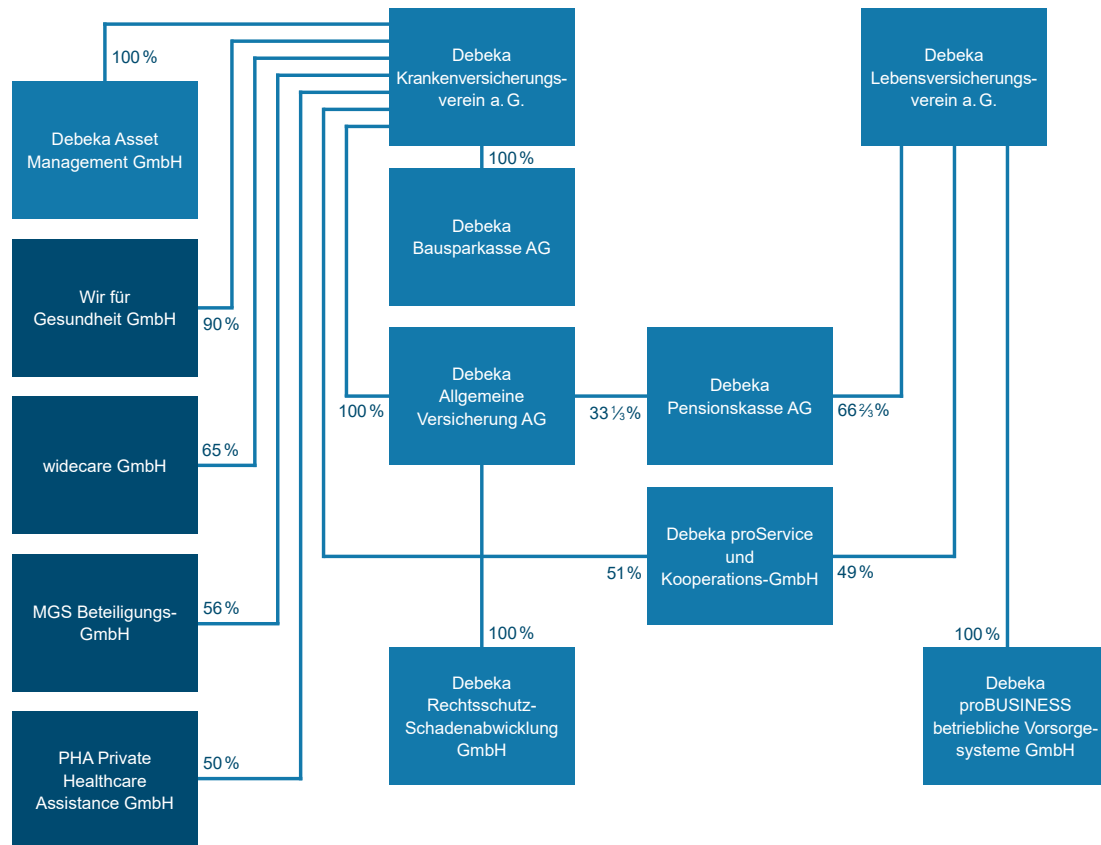 Debeka
Krankenversicherungs-
verein a. G.
Debeka
Lebensversicherungs-
verein a. G.
100 %
Debeka Asset
Management GmbH
100 %
Debeka
Bausparkasse AG
Wir für
Gesundheit GmbH
90 %
Debeka
Allgemeine
Versicherung AG
100 %
33 ⅓ %
Debeka
Pensionskasse AG
66 ⅔ %
widecare GmbH
65 %
Debeka proService
und
Kooperations-GmbH
51 %
49 %
MGS Beteiligungs-
GmbH
56 %
100 %
Debeka
Rechtsschutz-
Schadenabwicklung
GmbH
100 %
Debeka
proBUSINESS
betriebliche Vorsorge-
systeme GmbH
PHA Private
Healthcare
Assistance GmbH
50 %